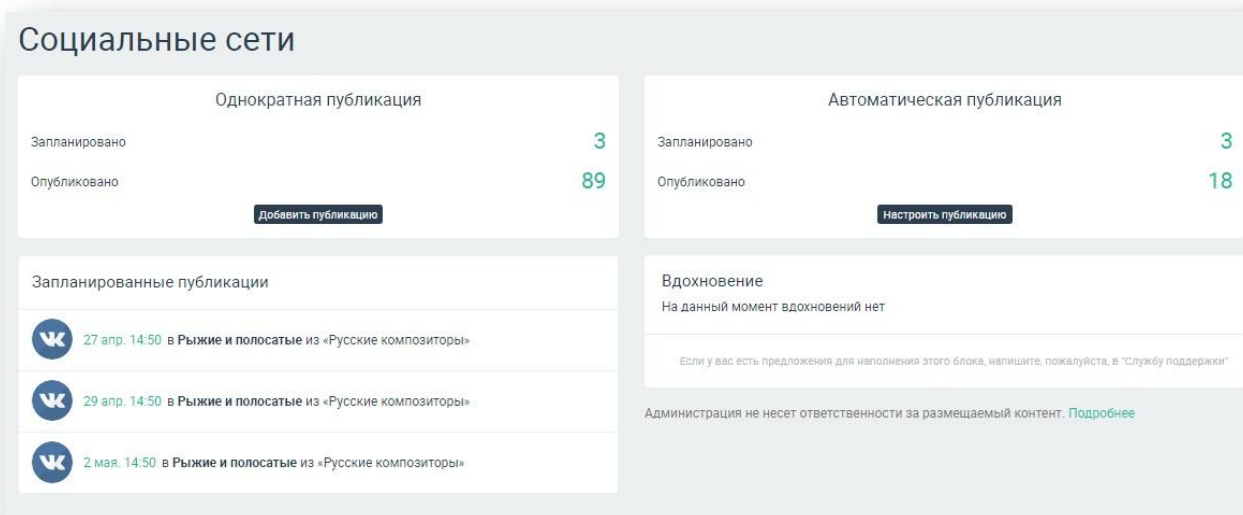 Социальные сети
Однократная публикация
Запланировано 3
Опубликовано 89
Добавить публикацию
Автоматическая публикация
Запланировано 3
Опубликовано 18
Настроить публикацию
Запланированные публикации
27 апр. 14:50 в Рыжие и полосатые из «Русские композиторы»
29 апр. 14:50 в Рыжие и полосатые из «Русские композиторы»
2 мая. 14:50 в Рыжие и полосатые из «Русские композиторы»
Вдохновение
На данный момент вдохновений нет
Если у вас есть предложения для наполнения этого блока, напишите, пожалуйста, в "Службу поддержки"
Администрация не несет ответственности за размещаемый контент. Подробнее